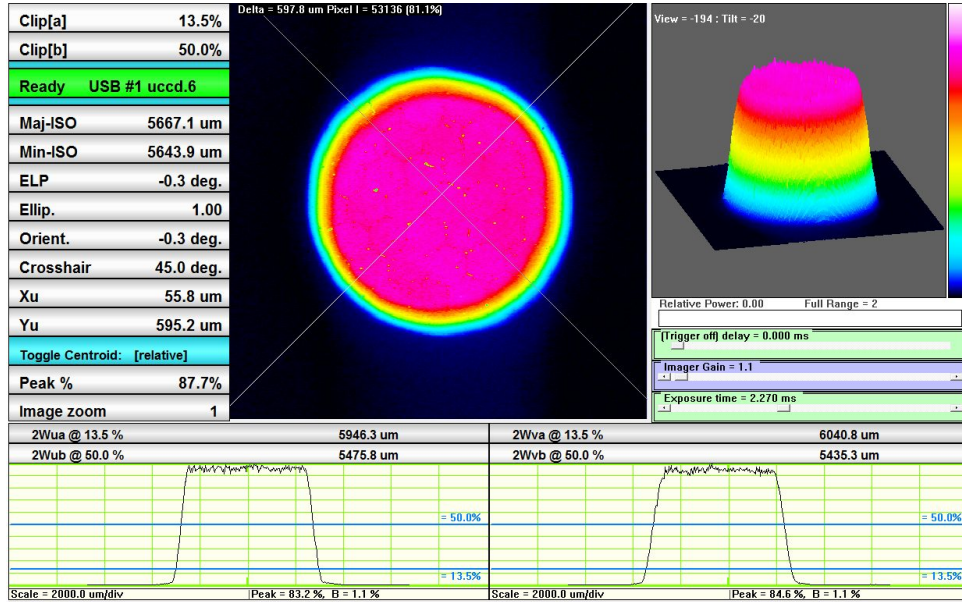 Clip[a] 13.5%
Clip[b] 50.0%
Ready USB #1 uccd.6
Maj-ISO 5667.1 um
Min-ISO 5643.9 um
ELP -0.3 deg.
Ellip. 1.00
Orient. -0.3 deg.
Crosshair 45.0 deg.
Xu 55.8 um
Yu 595.2 um
Toggle Centroid: [relative]
Peak % 87.7%
Image zoom 1
Delta = 597.8 um Pixel I = 53136 (81.1%)
View = -194 : Tilt = -20
Relative Power: 0.00 Full Range = 2
(Trigger off) delay = 0.000 ms
Imager Gain = 1.1
Exposure time = 2.270 ms
2Wua @ 13.5 % 5946.3 um
2Wub @ 50.0 % 5475.8 um
= 50.0%
= 13.5%
Scale = 2000.0 um/div Peak = 83.2 %, B = 1.1 %
2Wva @ 13.5 % 6040.8 um
2Wvb @ 50.0 % 5435.3 um
= 50.0%
= 13.5%
Scale = 2000.0 um/div Peak = 84.6 %, B = 1.1 %